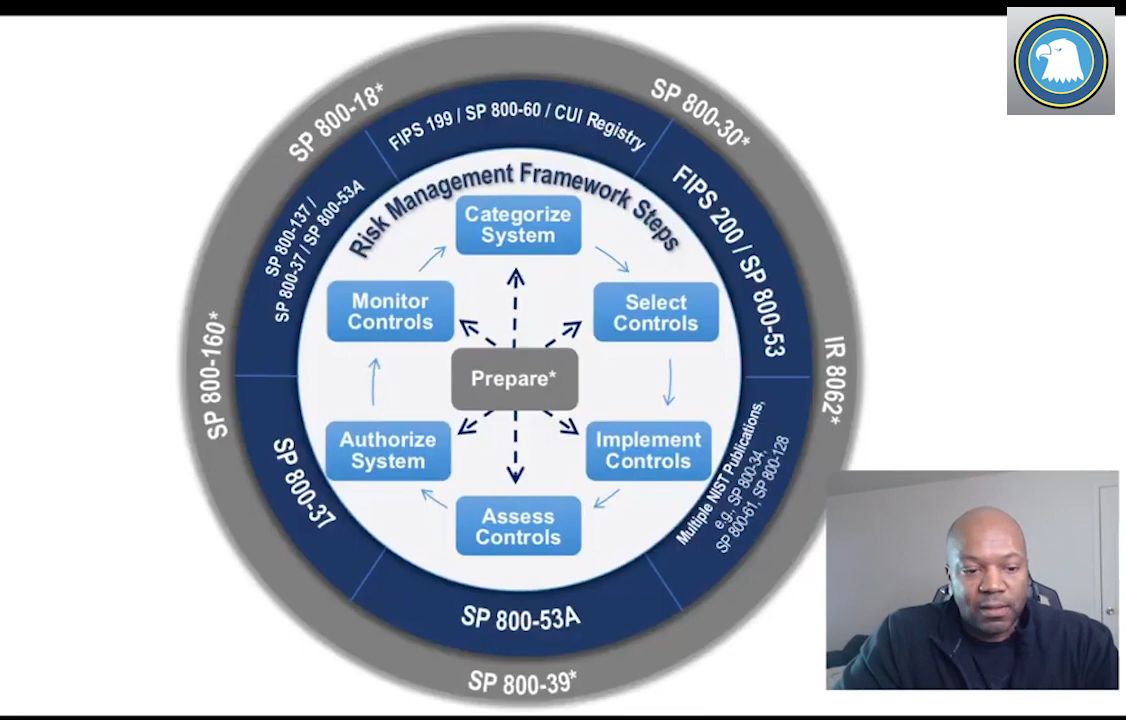 SP 800-18*
SP 800-30*
IR 8062*
SP 800-39*
SP 800-160*
FIPS 199 / SP 800-60 / CUI Registry
FIPS 200 / SP 800-53
Multiple NIST Publications,
e.g., SP 800-34,
SP 800-61, SP 800-128
SP 800-53A
SP 800-37
SP 800-137 /
SP 800-37 / SP 800-53A
Risk Management Framework Steps
Categorize
System
Select
Controls
Implement
Controls
Assess
Controls
Authorize
System
Monitor
Controls
Prepare*